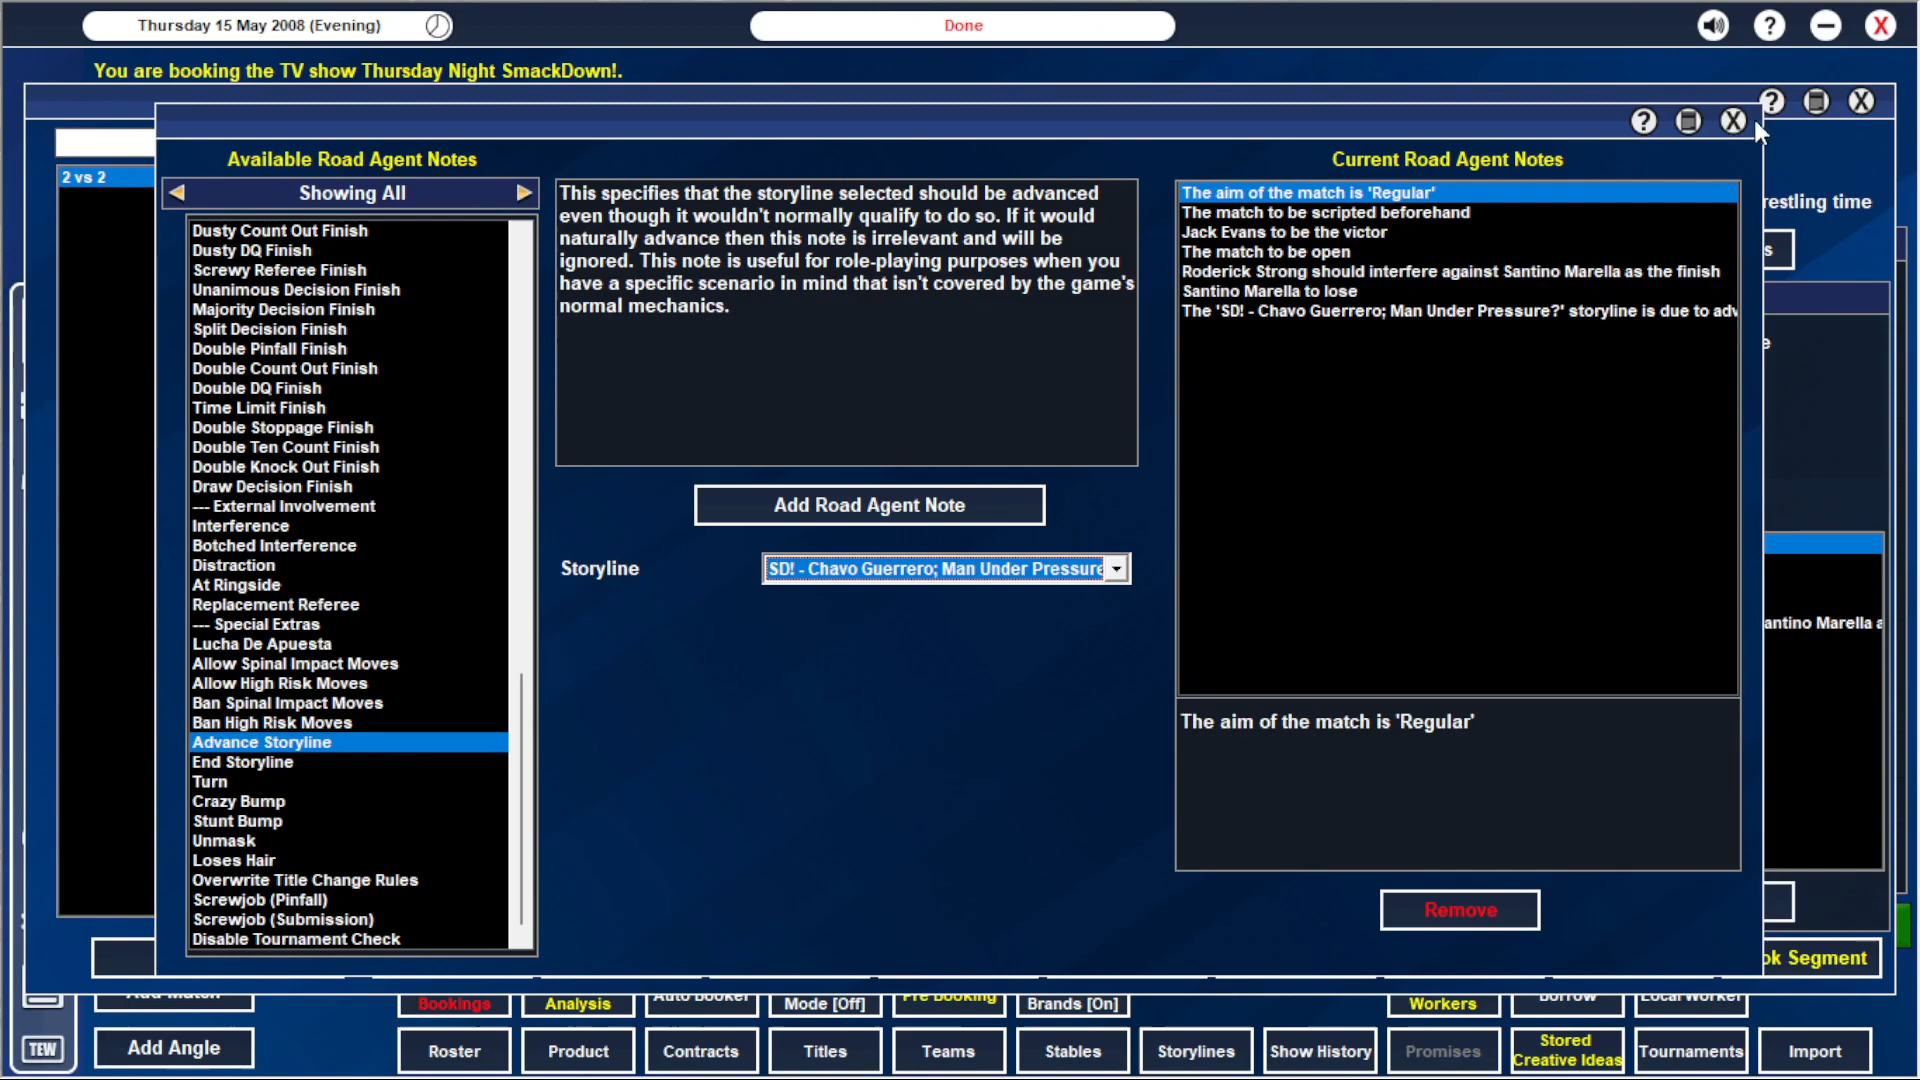 Thursday 15 May 2008 (Evening)
Done
?
X
You are booking the TV show Thursday Night SmackDown!.
?
X
?
X
2 vs 2
restling time
Available Road Agent Notes
Showing All
Dusty Count Out Finish
Dusty DQ Finish
Screwy Referee Finish
Unanimous Decision Finish
Majority Decision Finish
Split Decision Finish
Double Pinfall Finish
Double Count Out Finish
Double DQ Finish
Time Limit Finish
Double Stoppage Finish
Double Ten Count Finish
Double Knock Out Finish
Draw Decision Finish
--- External Involvement
Interference
Botched Interference
Distraction
At Ringside
Replacement Referee
--- Special Extras
Lucha De Apuesta
Allow Spinal Impact Moves
Allow High Risk Moves
Ban Spinal Impact Moves
Ban High Risk Moves
Advance Storyline
End Storyline
Turn
Crazy Bump
Stunt Bump
Unmask
Loses Hair
Overwrite Title Change Rules
Screwjob (Pinfall)
Screwjob (Submission)
Disable Tournament Check
This specifies that the storyline selected should be advanced
even though it wouldn't normally qualify to do so. If it would
naturally advance then this note is irrelevant and will be
ignored. This note is useful for role-playing purposes when you
have a specific scenario in mind that isn't covered by the game's
normal mechanics.
Add Road Agent Note
Storyline
SD! - Chavo Guerrero; Man Under Pressure
Current Road Agent Notes
The aim of the match is 'Regular'
The match to be scripted beforehand
Jack Evans to be the victor
The match to be open
Roderick Strong should interfere against Santino Marella as the finish
Santino Marella to lose
The 'SD! - Chavo Guerrero; Man Under Pressure?' storyline is due to adv
The aim of the match is 'Regular'
Remove
s
e
antino Marella a
ok Segment
Add Match
Bookings
Analysis
Auto Booker
Mode [Off]
Pre Booking
Brands [On]
Workers
Borrow
Local Worker
TEW
Add Angle
Roster
Product
Contracts
Titles
Teams
Stables
Storylines
Show History
Promises
Stored
Creative Ideas
Tournaments
Import